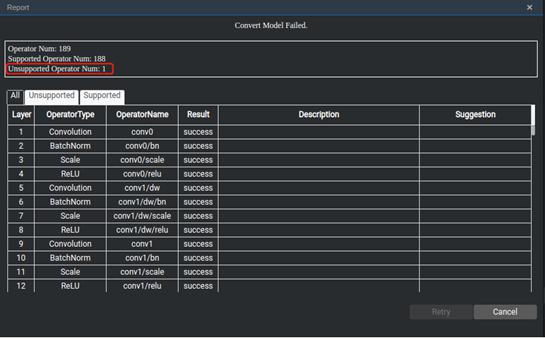 Report ×
Convert Model Failed.
Operator Num: 189
Supported Operator Num: 188
Unsupported Operator Num: 1
All Unsupported Supported
Layer OperatorType OperatorName Result Description Suggestion
1 Convolution conv0 success
2 BatchNorm conv0/bn success
3 Scale conv0/scale success
4 ReLU conv0/relu success
5 Convolution conv1/dw success
6 BatchNorm conv1/dw/bn success
7 Scale conv1/dw/scale success
8 ReLU conv1/dw/relu success
9 Convolution conv1 success
10 BatchNorm conv1/bn success
11 Scale conv1/scale success
12 ReLU conv1/relu success
Retry Cancel